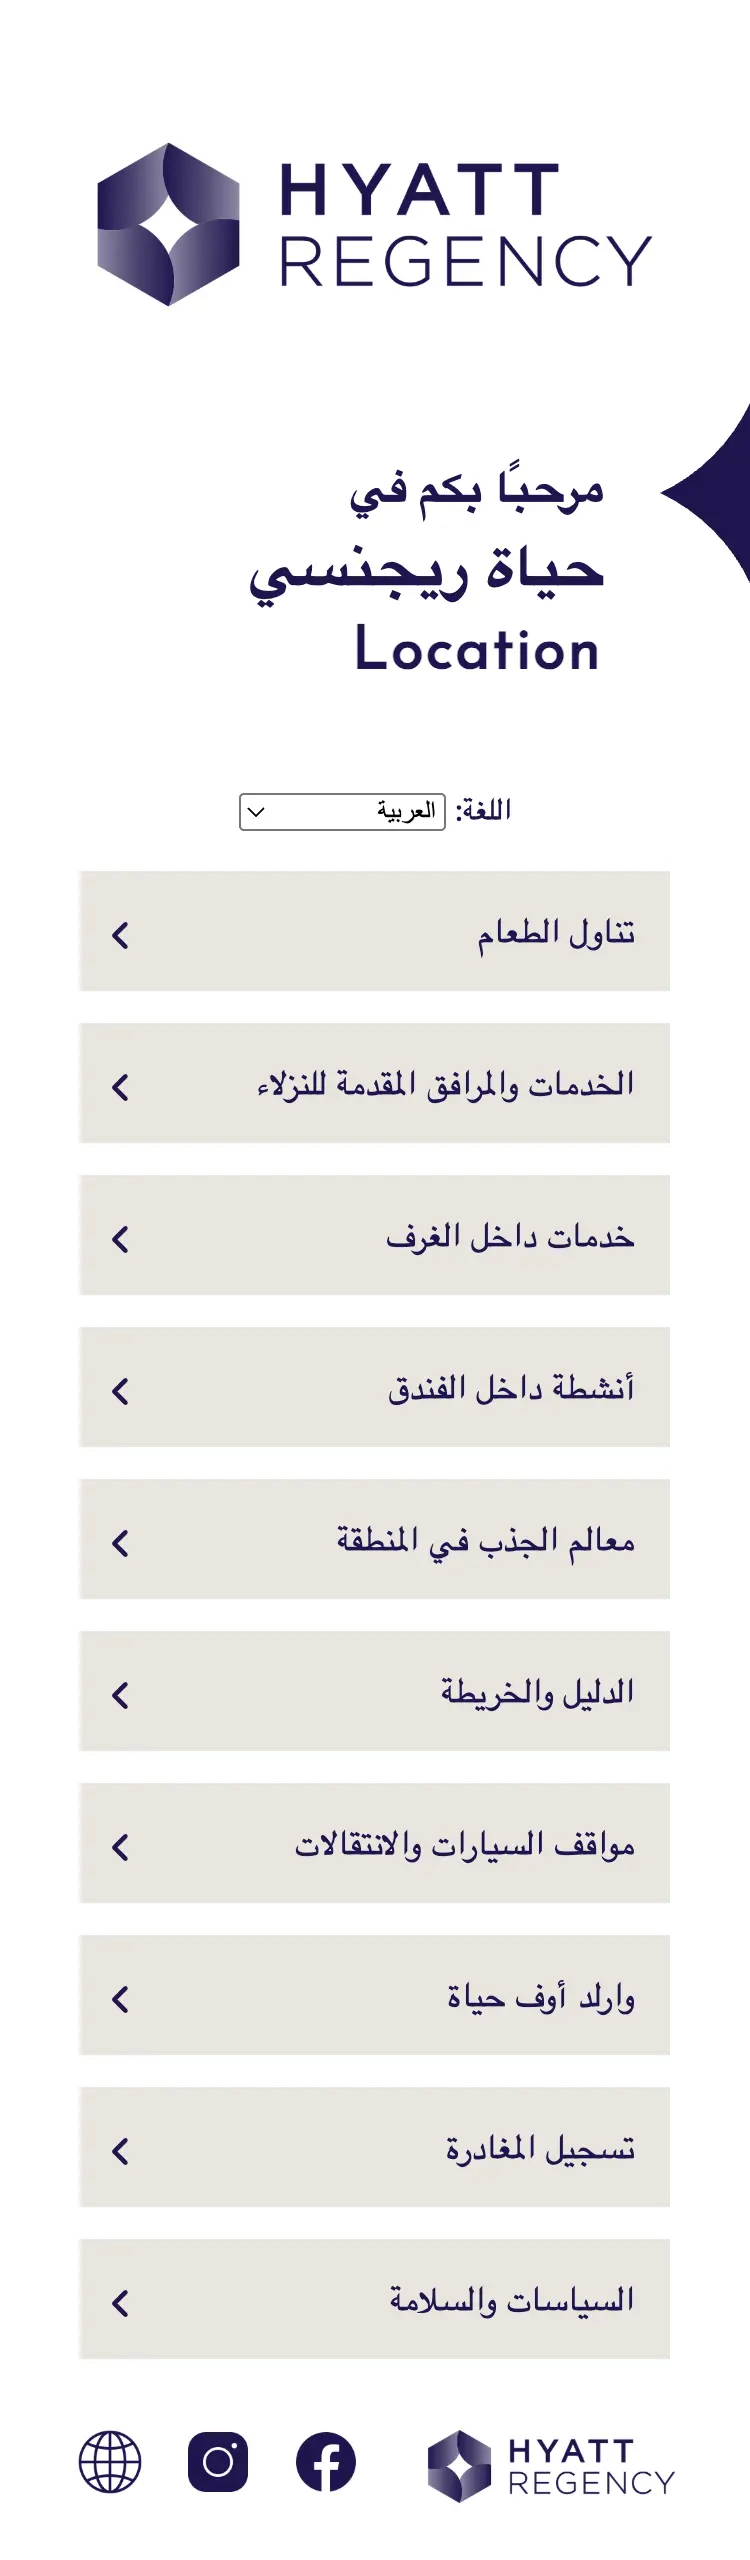 HYATT
REGENCY
مرحبًا بكم في
حياة ريجنسي
Location
اللغة: العربية
تناول الطعام
الخدمات والمرافق المقدمة للنزلاء
خدمات داخل الغرف
أنشطة داخل الفندق
معالم الجذب في المنطقة
الدليل والخريطة
مواقف السيارات والانتقالات
وارلد أوف حياة
تسجيل المغادرة
السياسات والسلامة
HYATT
REGENCY